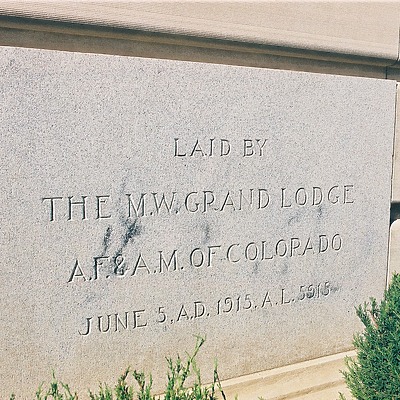 LAID BY
THE M.W. GRAND LODGE
A.F.&A.M. OF COLORADO
JUNE 5, A.D. 1915, A.L. 5915